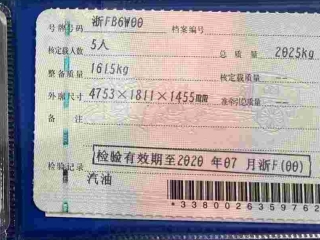 号牌号码 浙FB6W00 档案编号
核定载人数 5人 总质量 2025kg
整备质量 1615kg 核定载质量 --
外廓尺寸 4753×1811×1455 准牵引总质量 --
备注
检验有效期至2020 年 07 月浙F(00)
检验记录
汽油
*338002635976